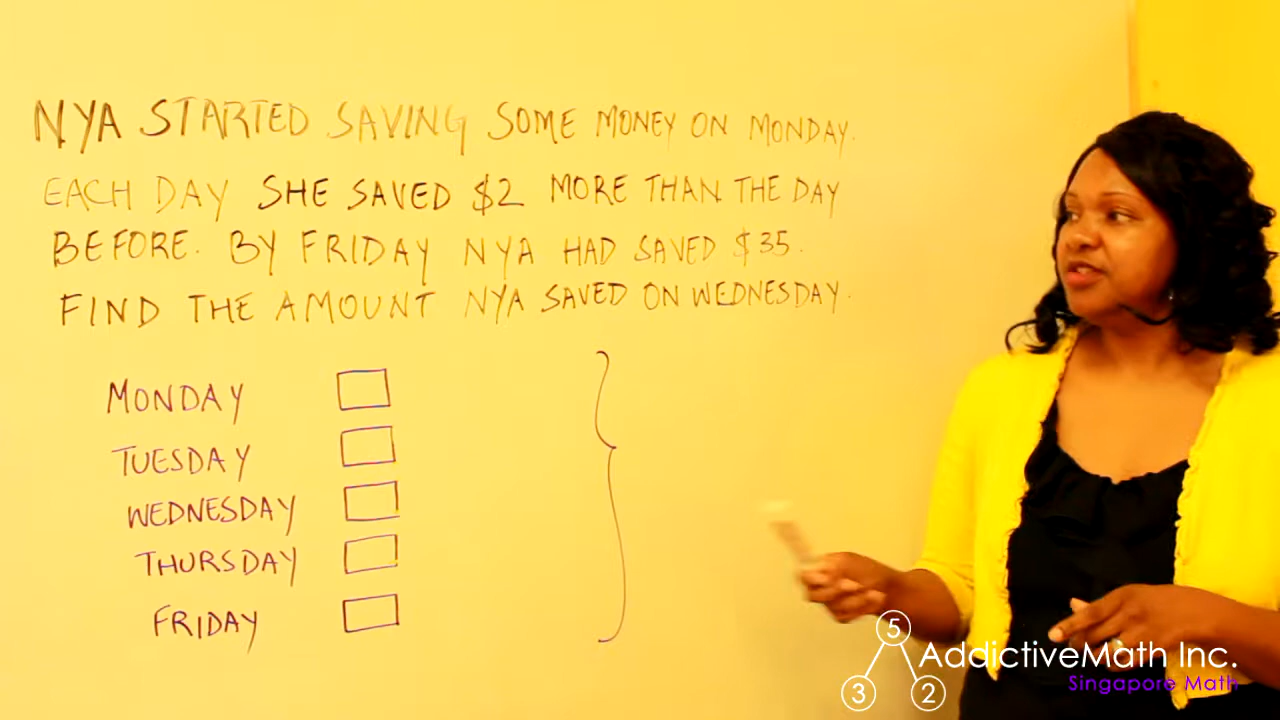 NYA STARTED SAVING SOME MONEY ON MONDAY.
EACH DAY SHE SAVED $2 MORE THAN THE DAY
BEFORE. BY FRIDAY NYA HAD SAVED $35.
FIND THE AMOUNT NYA SAVED ON WEDNESDAY.
MONDAY
TUESDAY
WEDNESDAY
THURSDAY
FRIDAY
5
AddictiveMath Inc.
3 2
Singapore Math